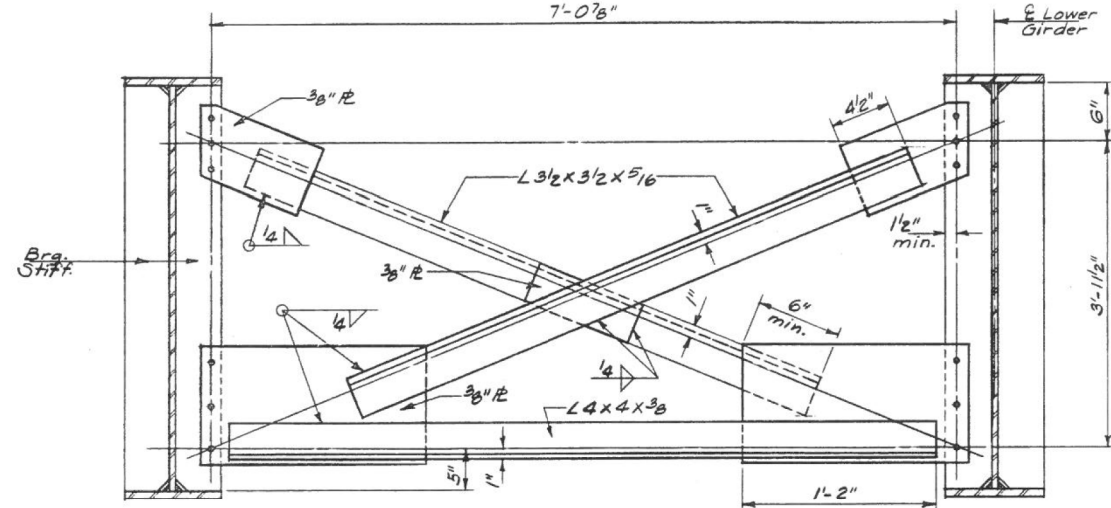 7'-0⅞"
℄ Lower
Girder
⅜" ℞
4½"
6"
L 3½ x 3½ x 5/16
1"
¼
1½"
min.
Brg.
Stiff.
⅜" ℞
3'-11½"
¼
1"
6"
min.
¼
⅜" ℞
L 4 x 4 x ⅜
5"
1"
1'-2"